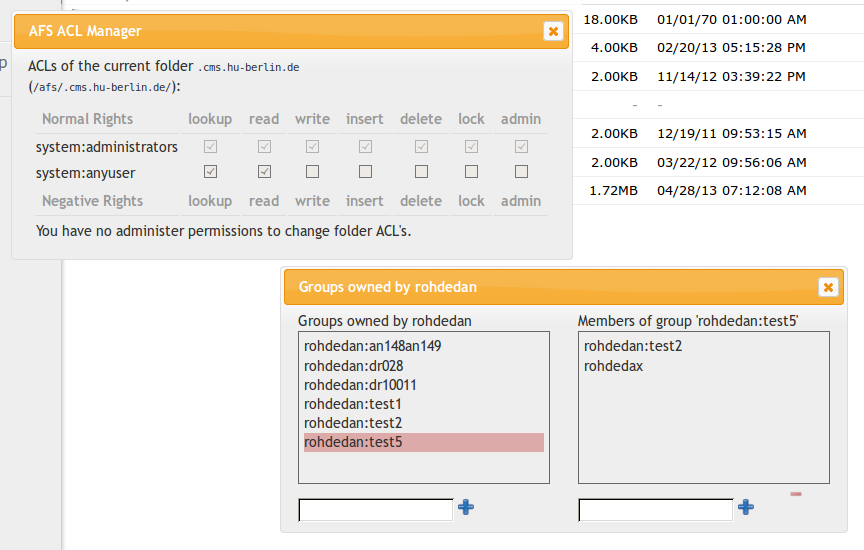 AFS ACL Manager
ACLs of the current folder .cms.hu-berlin.de
(/afs/.cms.hu-berlin.de/):
Normal Rights lookup read write insert delete lock admin
system:administrators
system:anyuser
Negative Rights lookup read write insert delete lock admin
You have no administer permissions to change folder ACL's.
p
18.00KB 01/01/70 01:00:00 AM
4.00KB 02/20/13 05:15:28 PM
2.00KB 11/14/12 03:39:22 PM
- -
2.00KB 12/19/11 09:53:15 AM
2.00KB 03/22/12 09:56:06 AM
1.72MB 04/28/13 07:12:08 AM
Groups owned by rohdedan
Groups owned by rohdedan
rohdedan:an148an149
rohdedan:dr028
rohdedan:dr10011
rohdedan:test1
rohdedan:test2
rohdedan:test5
Members of group 'rohdedan:test5'
rohdedan:test2
rohdedax